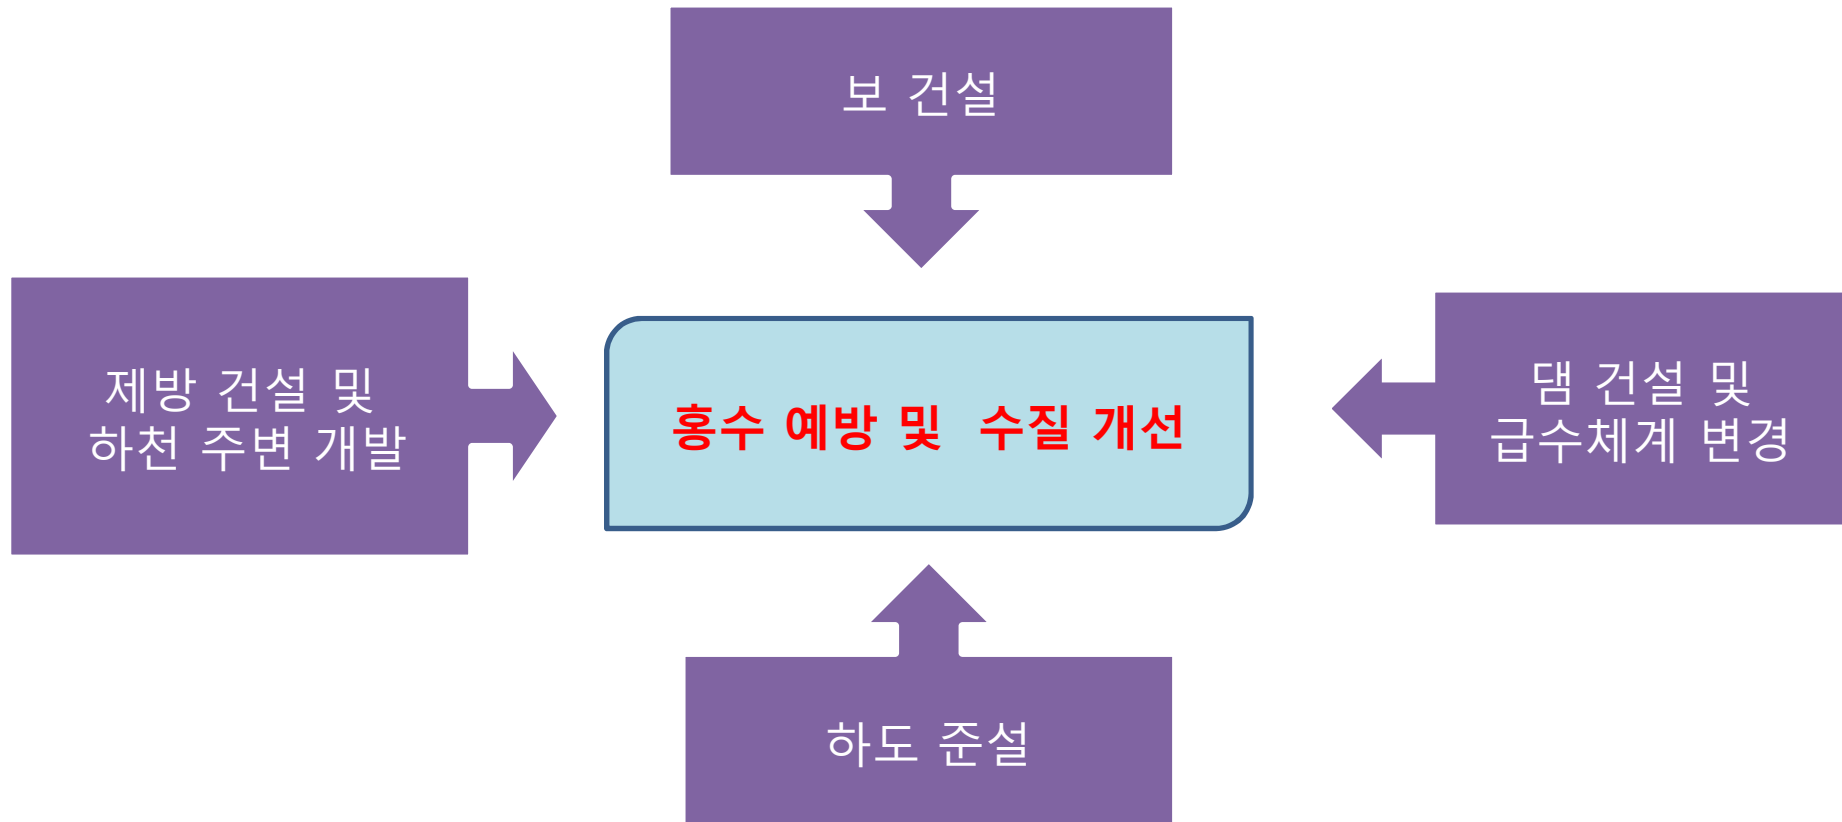 보 건설
제방 건설 및
하천 주변 개발
홍수 예방 및  수질 개선
댐 건설 및
급수체계 변경
하도 준설